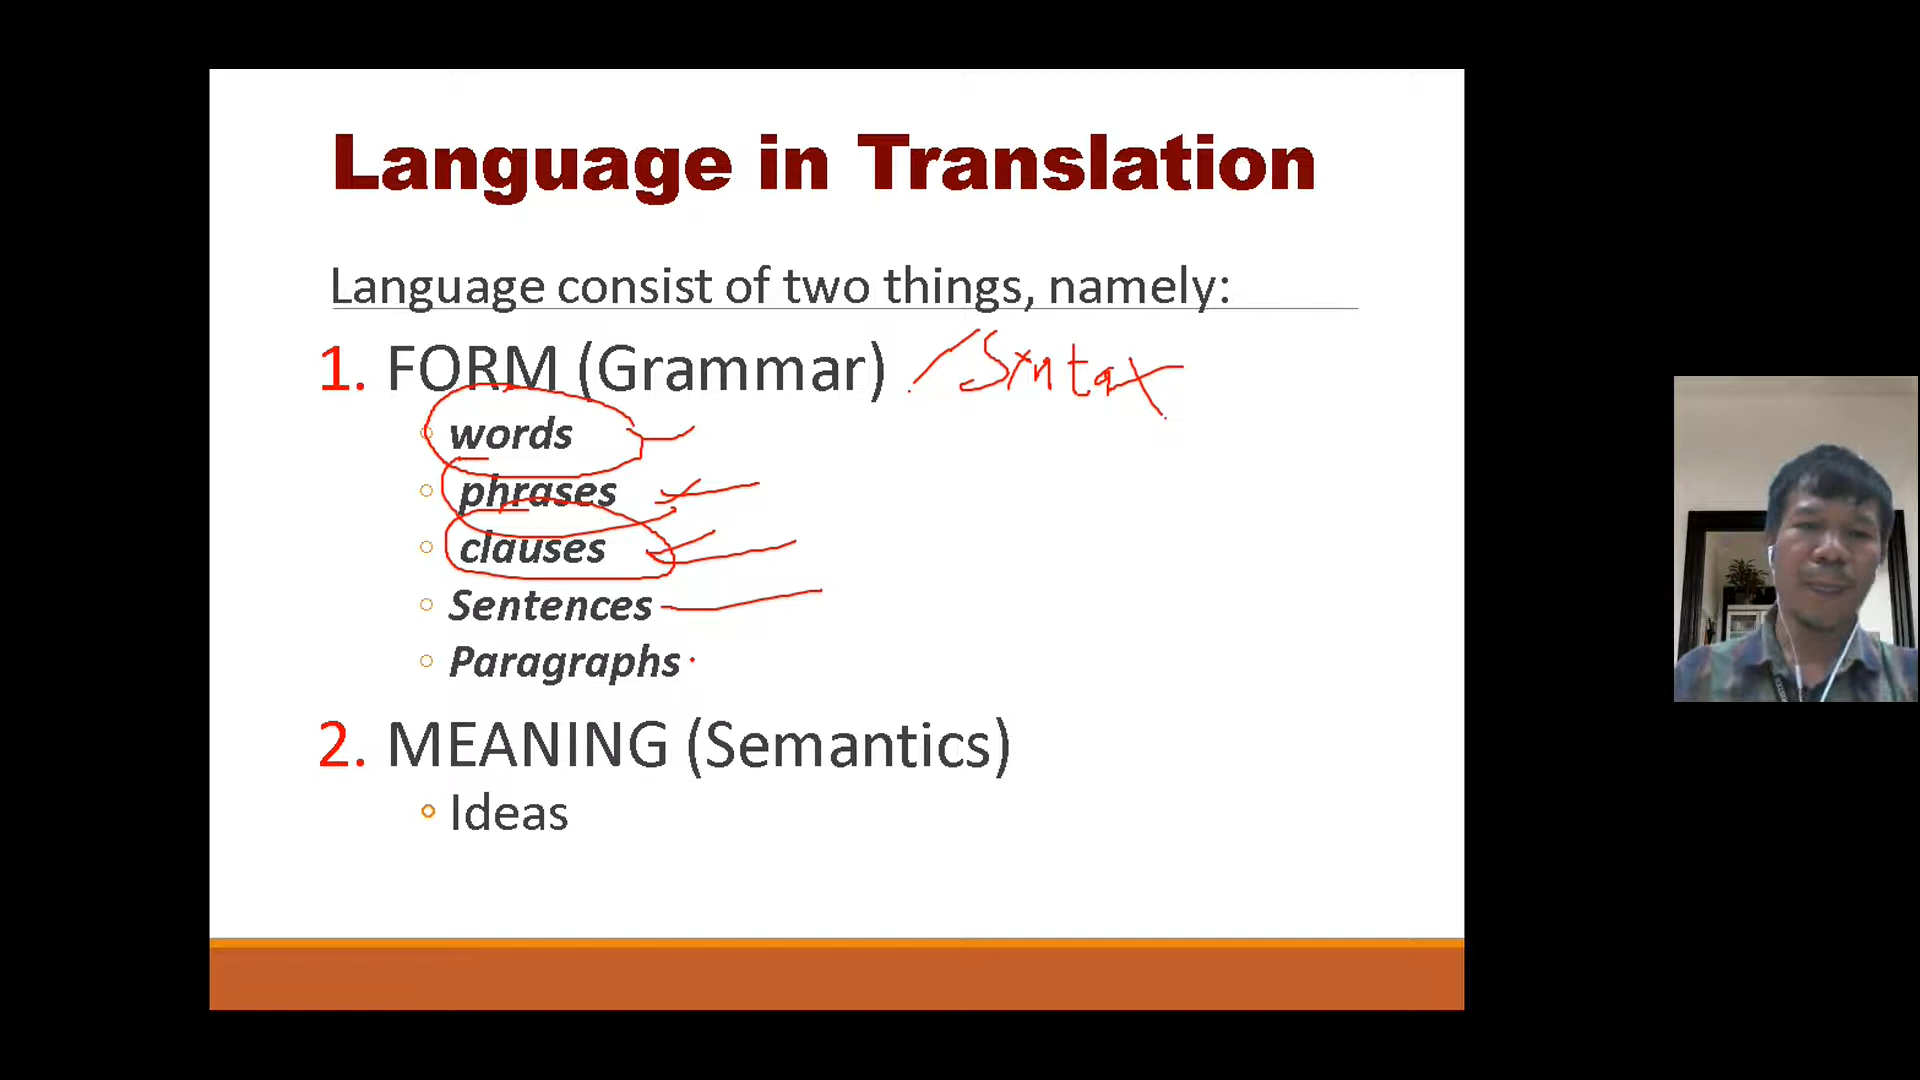 Language in Translation
Language consist of two things, namely:
1. FORM (Grammar) /Syntax
words
phrases
clauses
Sentences
Paragraphs
2. MEANING (Semantics)
Ideas